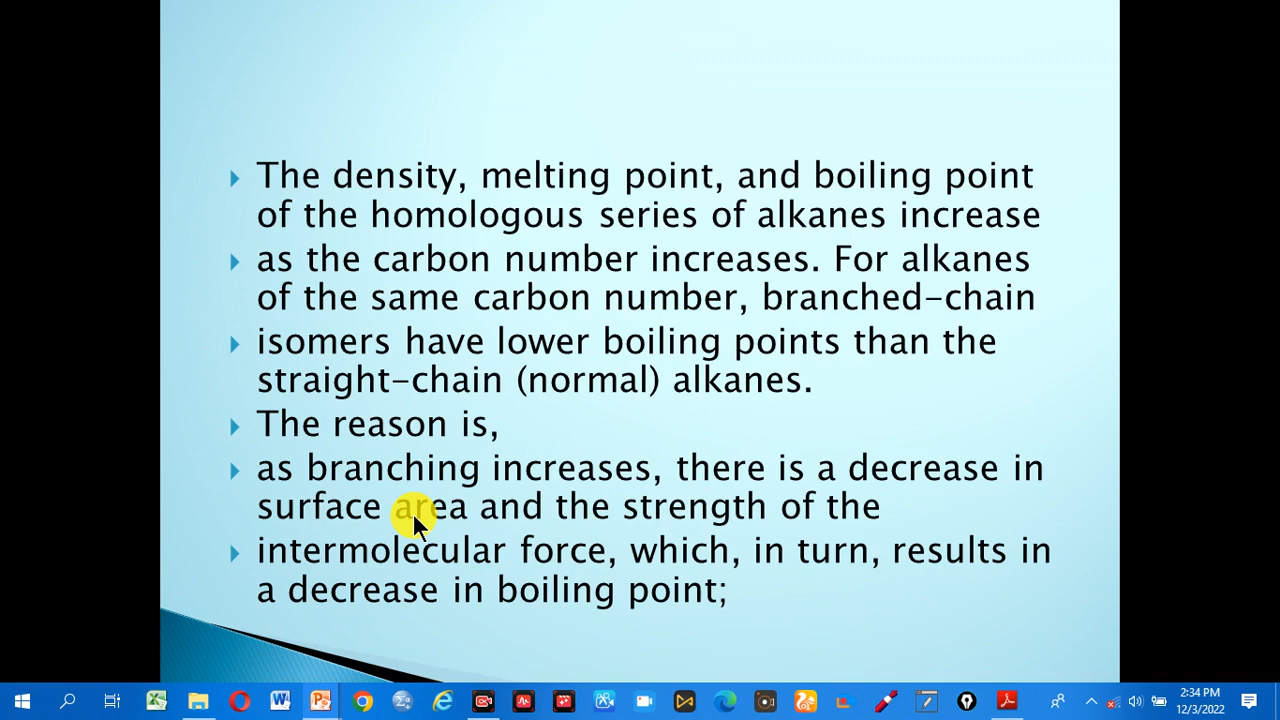 The density, melting point, and boiling point
of the homologous series of alkanes increase
as the carbon number increases. For alkanes
of the same carbon number, branched-chain
isomers have lower boiling points than the
straight-chain (normal) alkanes.
The reason is,
as branching increases, there is a decrease in
surface area and the strength of the
intermolecular force, which, in turn, results in
a decrease in boiling point;
2:34 PM
12/3/2022